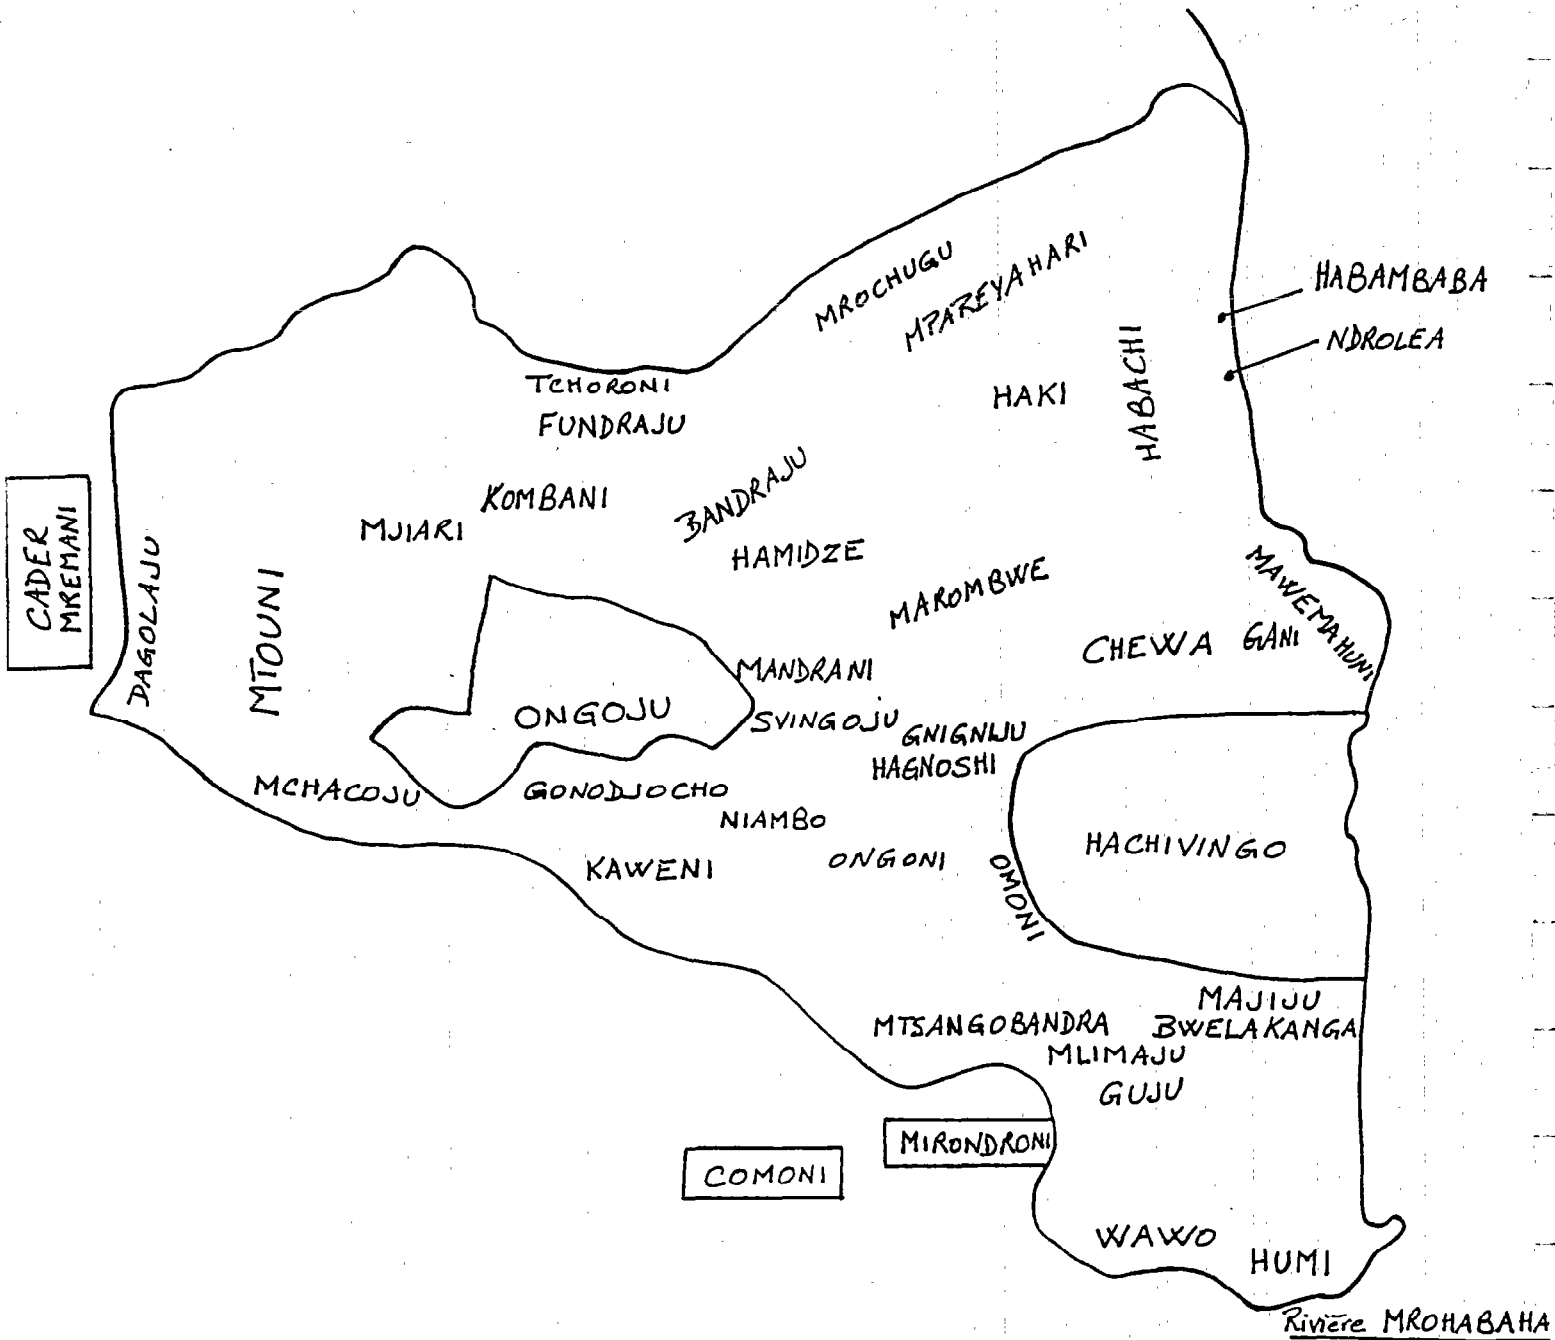 MROCHUGU
MPAREYAHARI
HABAMBABA
NDROLEA
TCHORONI
FUNDRAJU
HAKI
HABACHI
KOMBANI
BANDRAJU
MJIARI
HAMIDZE
CADER
MREMANI
DAGOLAJU
MTOUNI
MAROMBWE
MAWEMAHUNI
CHEWA
GANI
MANDRANI
ONGOJU
SVINGOJU
GNIGNIJU
HAGNOSHI
MCHACOJU
GONODJOCHO
NIAMBO
KAWENI
ONGONI
OMONI
HACHIVINGO
MAJIJU
MTSANGOBANDRA
BWELAKANGA
MLIMAJU
GUJU
MIRONDRONI
COMONI
WAWO
HUMI
Rivière MROHABAHA